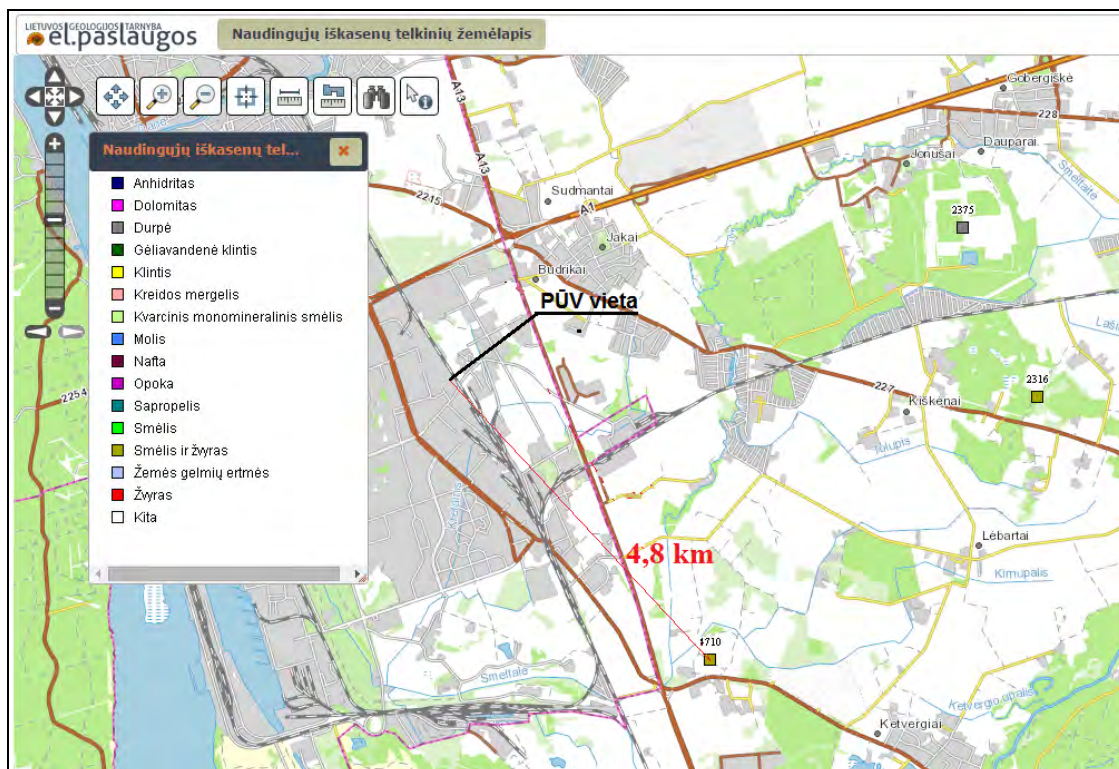 LIETUVOS GEOLOGIJOS TARNYBA
el.paslaugos
Naudingųjų iškasenų telkinių žemėlapis
Naudingųjų iškasenų tel...
Anhidritas
Dolomitas
Durpė
Gėliavandenė klintis
Klintis
Kreidos mergelis
Kvarcinis monomineralinis smėlis
Molis
Nafta
Opoka
Sapropelis
Smėlis
Smėlis ir žvyras
Žemės gelmių ertmės
Žvyras
Kita
A13
A13
Gobergiškė
228
Dauparai
Jonušai
Smeltaitė
2215
Sudmantai
A1
2375
Jakai
Budrikai
PŪV vieta
2254
227
2316
Kiškėnai
4,8 km
Lėbartai
Kirnupalis
Smeltalė
Ketvergiai